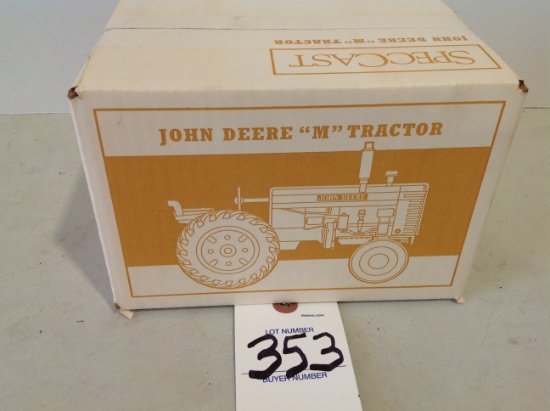 JOHN DEERE "M" TRACTOR
SPECCAST
JOHN DEERE "M" TRACTOR
JOHN DEERE
LOT NUMBER
353
BUYER NUMBER